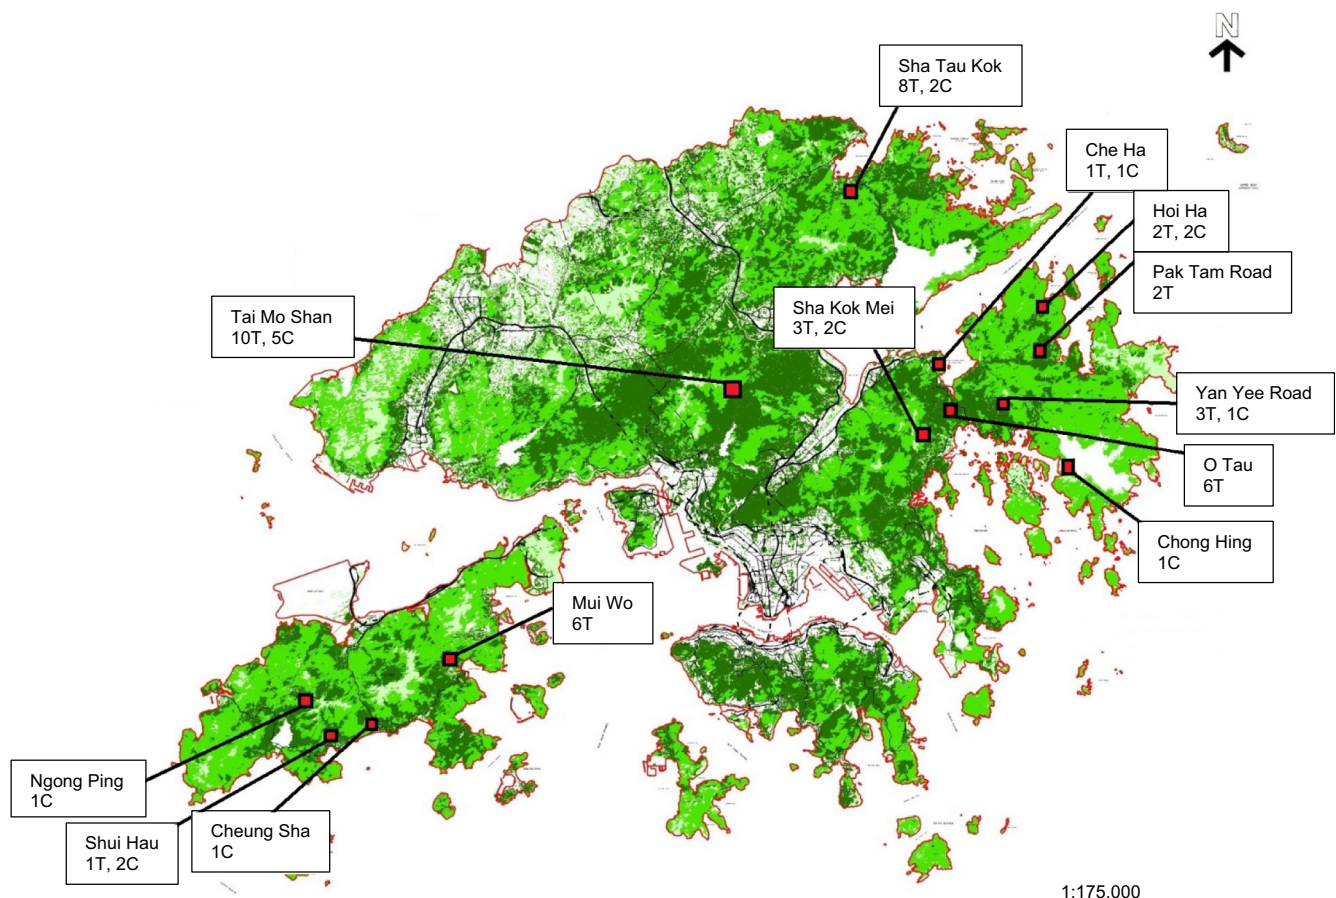 N
Sha Tau Kok
8T, 2C
Che Ha
1T, 1C
Hoi Ha
2T, 2C
Pak Tam Road
2T
Sha Kok Mei
3T, 2C
Tai Mo Shan
10T, 5C
Yan Yee Road
3T, 1C
O Tau
6T
Chong Hing
1C
Mui Wo
6T
Ngong Ping
1C
Cheung Sha
1C
Shui Hau
1T, 2C
1:175,000